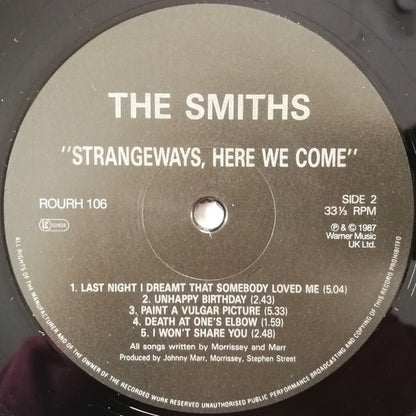 THE SMITHS
"STRANGEWAYS, HERE WE COME"
ROURH 106
SIDE 2
33⅓ RPM
LC
℗ & © 1987
Warner Music
UK Ltd.
1. LAST NIGHT I DREAMT THAT SOMEBODY LOVED ME (5.04)
2. UNHAPPY BIRTHDAY (2.43)
3. PAINT A VULGAR PICTURE (5.33)
4. DEATH AT ONE'S ELBOW (1.59)
5. I WON'T SHARE YOU (2.48)
All songs written by Morrissey and Marr
Produced by Johnny Marr, Morrissey, Stephen Street
ALL RIGHTS OF THE MANUFACTURER AND OF THE OWNER OF THE RECORDED WORK RESERVED UNAUTHORISED PUBLIC PERFORMANCE BROADCASTING AND COPYING OF THIS RECORD PROHIBITED